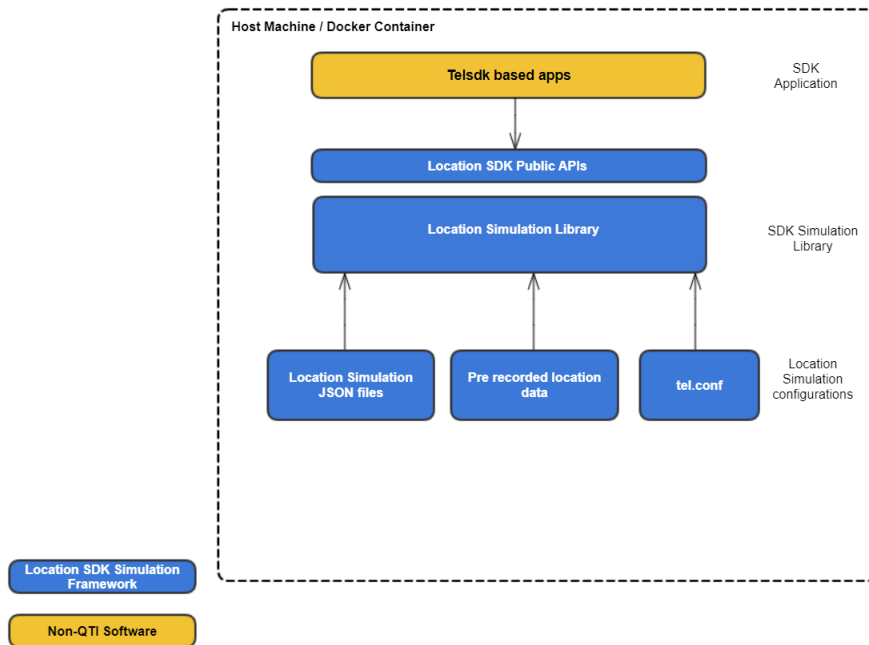 Host Machine / Docker Container
Telsdk based apps
SDK
Application
Location SDK Public APIs
Location Simulation Library
SDK Simulation
Library
Location Simulation
JSON files
Pre recorded location
data
tel.conf
Location
Simulation
configurations
Location SDK Simulation
Framework
Non-QTI Software